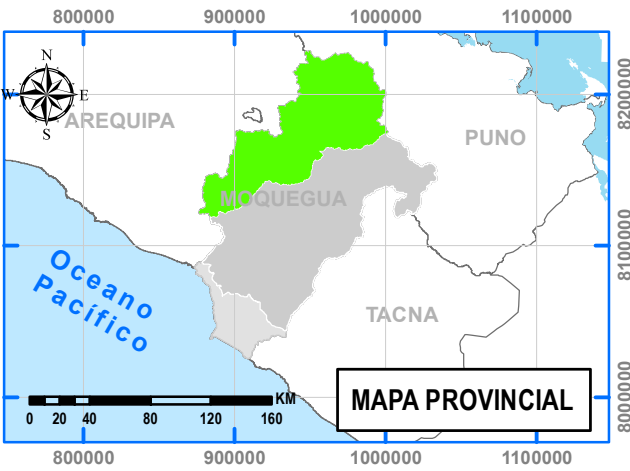 800000 900000 1000000 1100000
N
W E
S
AREQUIPA
PUNO
MOQUEGUA
TACNA
Oceano
Pacífico
8200000
8100000
8000000
KM
0 20 40 80 120 160
MAPA PROVINCIAL
800000 900000 1000000 1100000